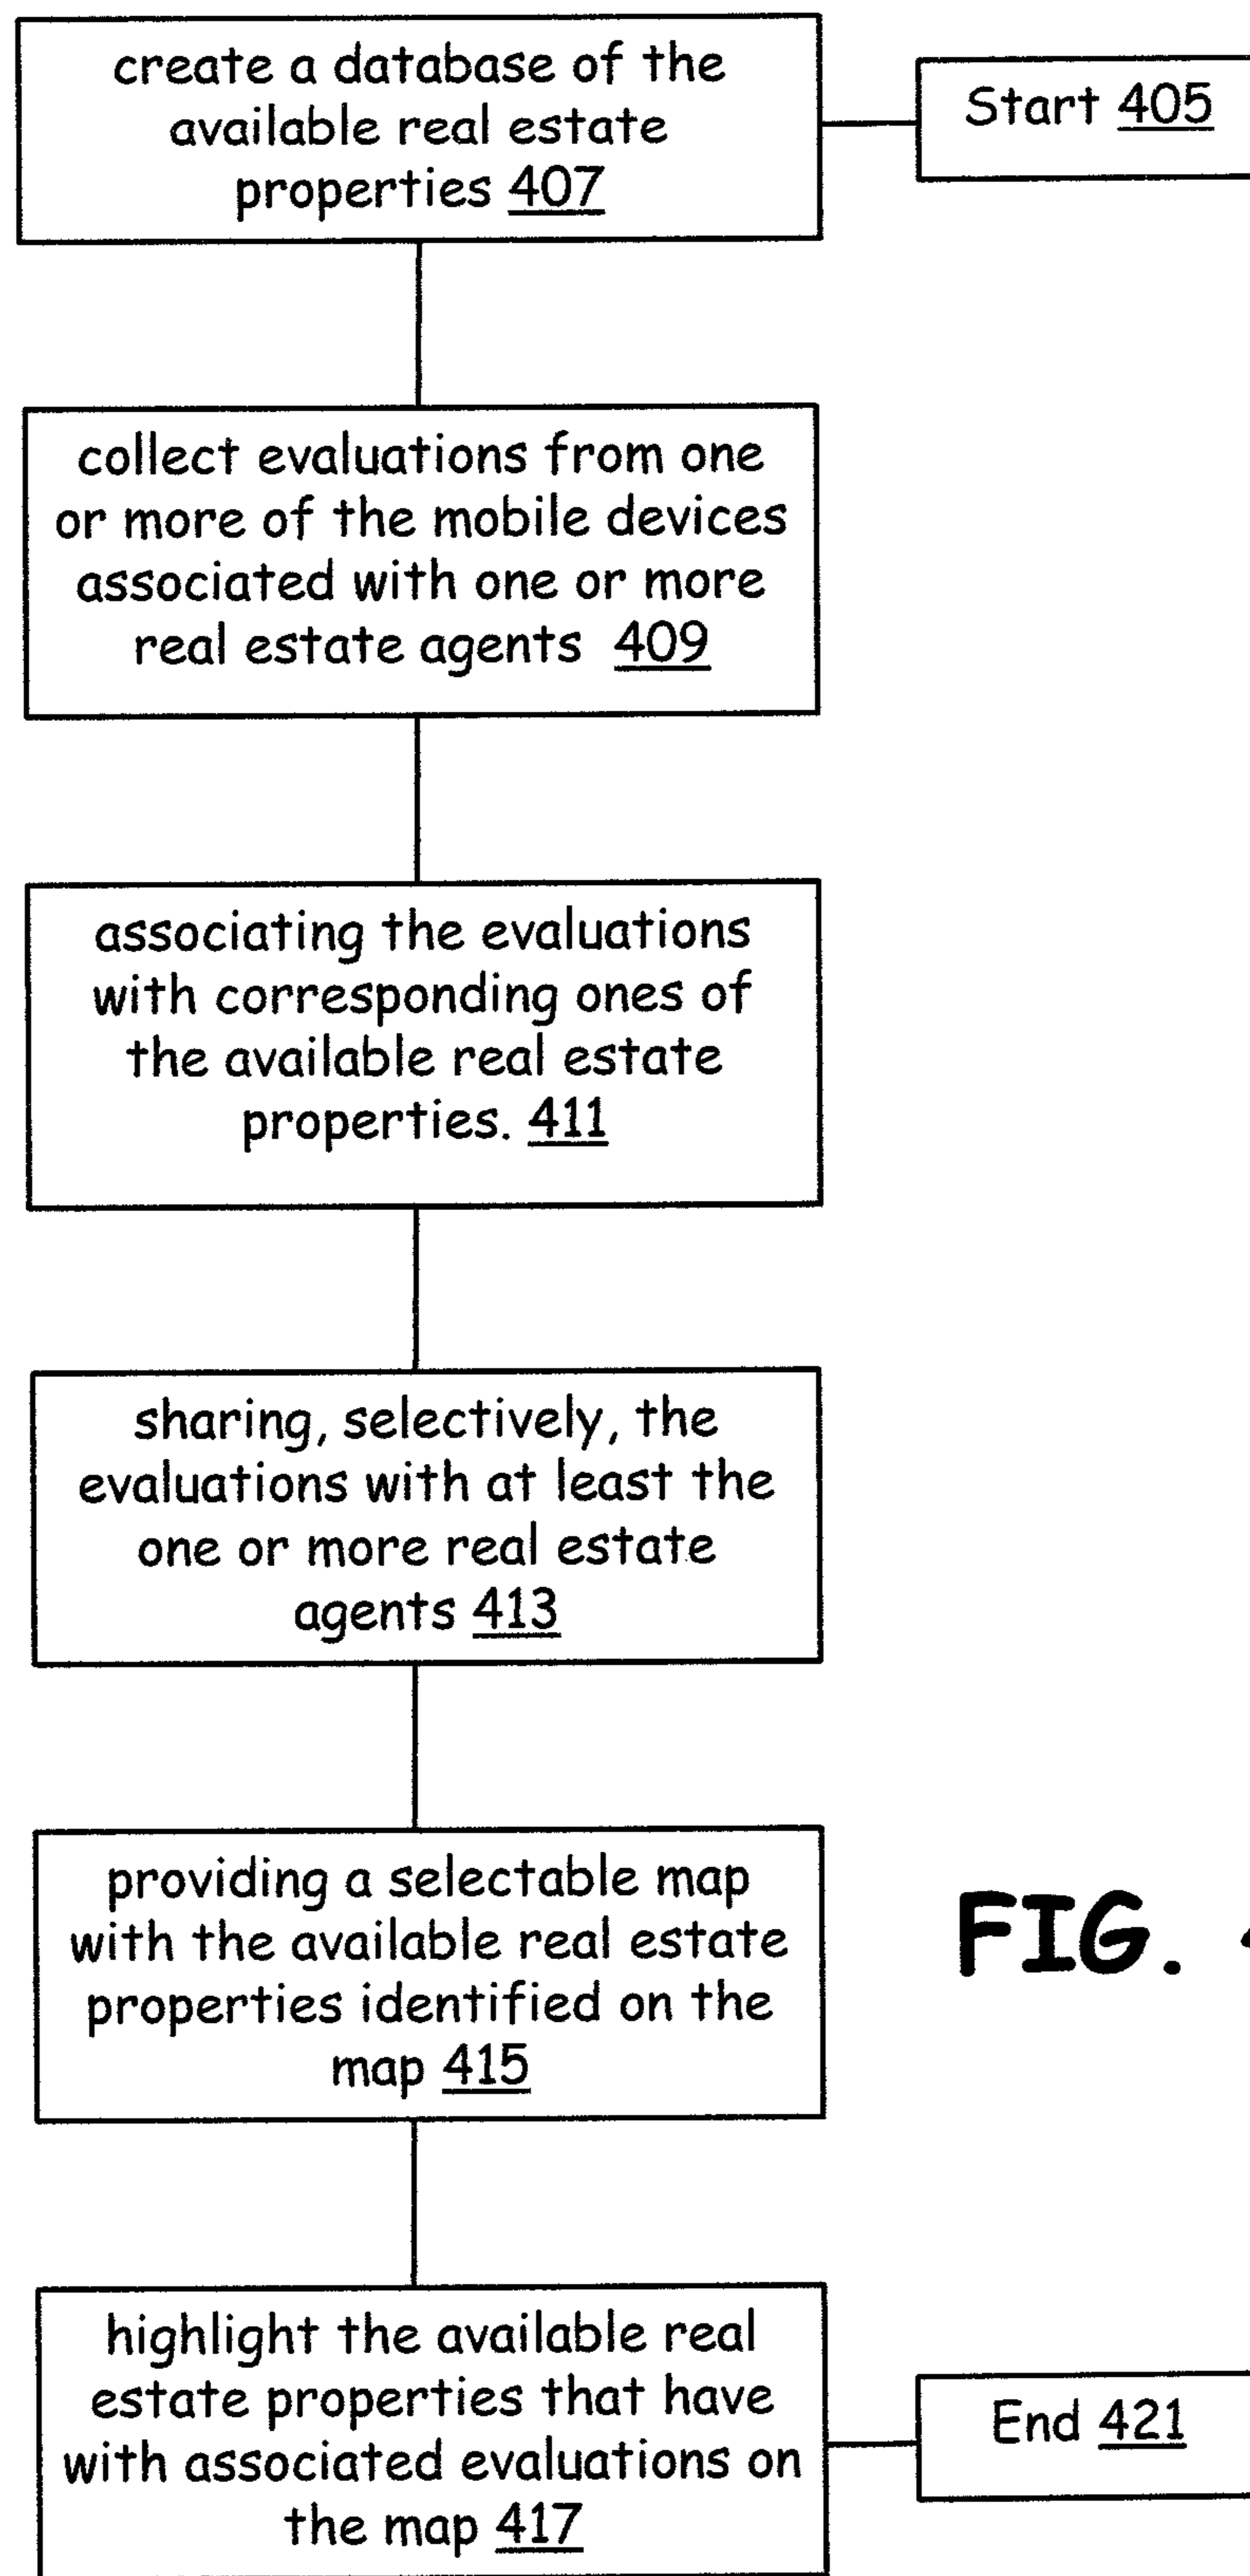 create a database of the
available real estate
properties 407
Start 405
collect evaluations from one
or more of the mobile devices
associated with one or more
real estate agents 409
associating the evaluations
with corresponding ones of
the available real estate
properties. 411
sharing, selectively, the
evaluations with at least the
one or more real estate
agents 413
providing a selectable map
with the available real estate
properties identified on the
map 415
FIG.
highlight the available real
estate properties that have
with associated evaluations on
the map 417
End 421